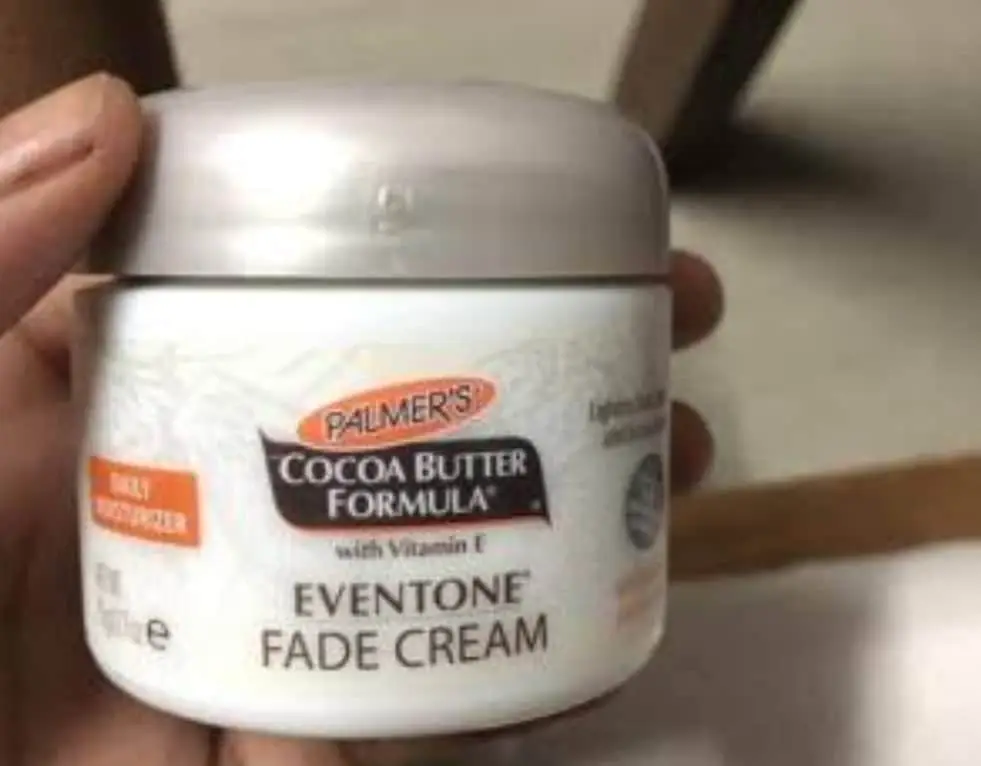 PALMER'S
COCOA BUTTER
FORMULA®
with Vitamin E
EVENTONE®
FADE CREAM
DAILY
MOISTURIZER
e